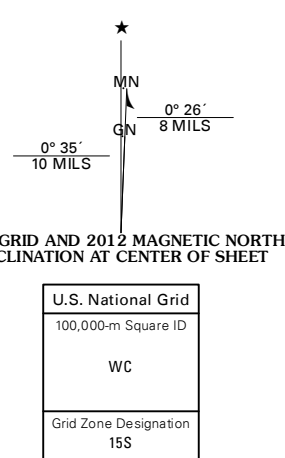 ★
MN
0° 26´
8 MILS
GN
0° 35´
10 MILS
GRID AND 2012 MAGNETIC NORTH
CLINATION AT CENTER OF SHEET
U.S. National Grid
100,000-m Square ID
WC
Grid Zone Designation
15S